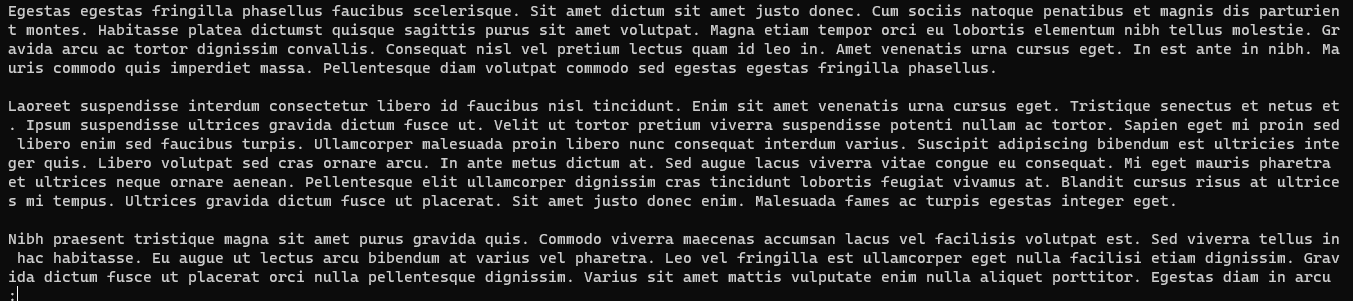 Egestas egestas fringilla phasellus faucibus scelerisque. Sit amet dictum sit amet justo donec. Cum sociis natoque penatibus et magnis dis parturien
t montes. Habitasse platea dictumst quisque sagittis purus sit amet volutpat. Magna etiam tempor orci eu lobortis elementum nibh tellus molestie. Gr
avida arcu ac tortor dignissim convallis. Consequat nisl vel pretium lectus quam id leo in. Amet venenatis urna cursus eget. In est ante in nibh. Ma
uris commodo quis imperdiet massa. Pellentesque diam volutpat commodo sed egestas egestas fringilla phasellus.

Laoreet suspendisse interdum consectetur libero id faucibus nisl tincidunt. Enim sit amet venenatis urna cursus eget. Tristique senectus et netus et
. Ipsum suspendisse ultrices gravida dictum fusce ut. Velit ut tortor pretium viverra suspendisse potenti nullam ac tortor. Sapien eget mi proin sed
 libero enim sed faucibus turpis. Ullamcorper malesuada proin libero nunc consequat interdum varius. Suscipit adipiscing bibendum est ultricies inte
ger quis. Libero volutpat sed cras ornare arcu. In ante metus dictum at. Sed augue lacus viverra vitae congue eu consequat. Mi eget mauris pharetra
et ultrices neque ornare aenean. Pellentesque elit ullamcorper dignissim cras tincidunt lobortis feugiat vivamus at. Blandit cursus risus at ultrice
s mi tempus. Ultrices gravida dictum fusce ut placerat. Sit amet justo donec enim. Malesuada fames ac turpis egestas integer eget.

Nibh praesent tristique magna sit amet purus gravida quis. Commodo viverra maecenas accumsan lacus vel facilisis volutpat est. Sed viverra tellus in
 hac habitasse. Eu augue ut lectus arcu bibendum at varius vel pharetra. Leo vel fringilla est ullamcorper eget nulla facilisi etiam dignissim. Grav
ida dictum fusce ut placerat orci nulla pellentesque dignissim. Varius sit amet mattis vulputate enim nulla aliquet porttitor. Egestas diam in arcu
: